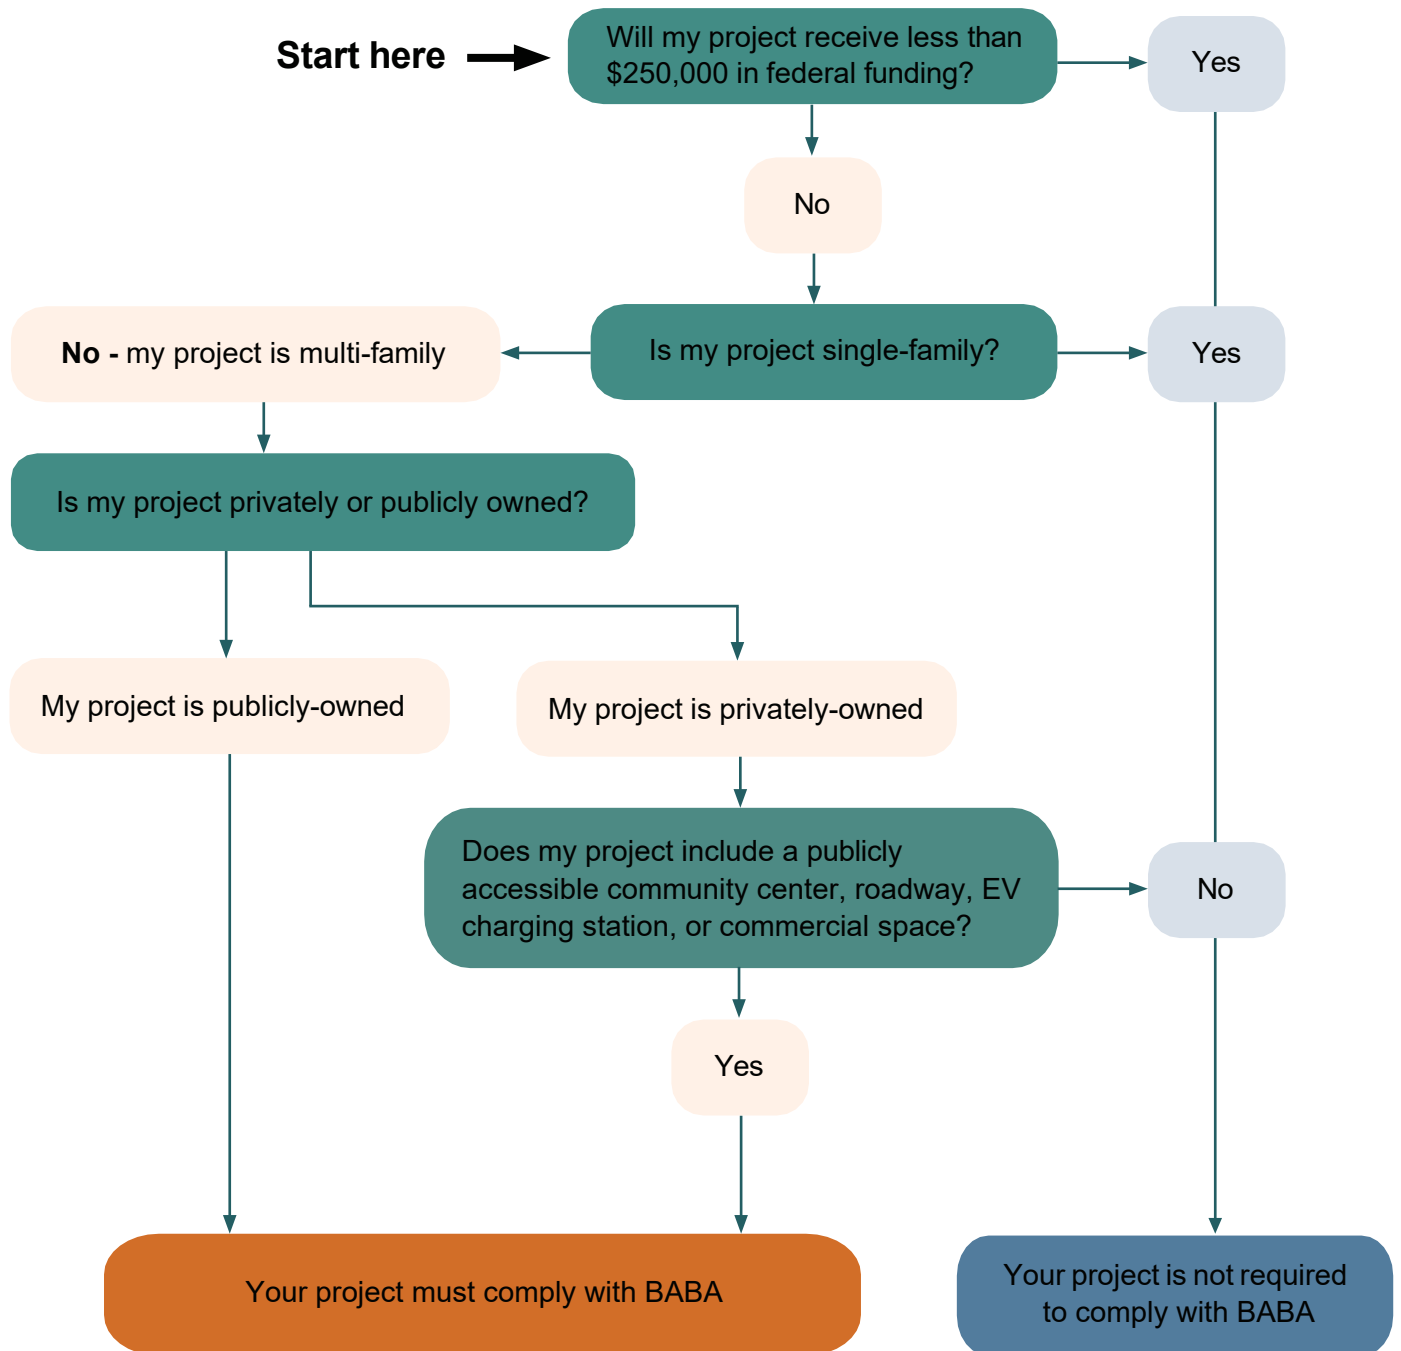 Start here
Will my project receive less than
$250,000 in federal funding?
Yes
No
No - my project is multi-family
Is my project single-family?
Yes
Is my project privately or publicly owned?
My project is publicly-owned
My project is privately-owned
Does my project include a publicly
accessible community center, roadway, EV
charging station, or commercial space?
No
Yes
Your project must comply with BABA
Your project is not required
to comply with BABA